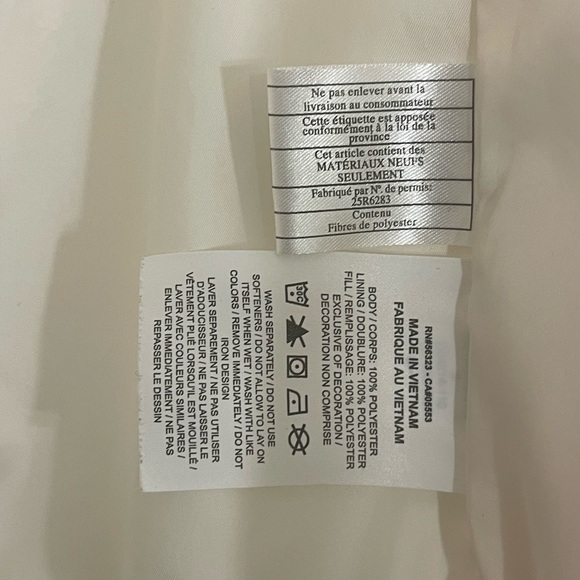 Ne pas enlever avant la
livraison au consommateur
Cette étiquette est apposée
conformément à la loi de la
province
Cet article contient des
MATÉRIAUX NEUFS
SEULEMENT
Fabriqué par Nº. de permis:
25R6283
Contenu
Fibres de polyester
RN#56323 - CA#05553
MADE IN VIETNAM
FABRIQUE AU VIETNAM
BODY / CORPS: 100% POLYESTER
LINING / DOUBLURE: 100% POLYESTER
FILL / REMPLISSAGE: 100% POLYESTER
EXCLUSIVE OF DECORATION /
DECORATION NON COMPRISE
30C
WASH SEPARATELY / DO NOT USE
SOFTENERS / DO NOT ALLOW TO LAY ON
ITSELF WHEN WET / WASH WITH LIKE
COLORS / REMOVE IMMEDIATELY / DO NOT
IRON DESIGN
LAVER SEPAREMENT / NE PAS UTILISER
D'ADOUCISSEUR / NE PAS LAISSER LE
VÊTEMENT PLIÉ LORSQU'IL EST MOUILLÉ /
LAVER AVEC COULEURS SIMILAIRES /
ENLEVER IMMEDIATEMENT / NE PAS
REPASSER LE DESSIN